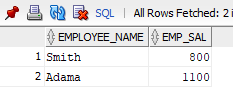 SQL | All Rows Fetched: 2 i
EMPLOYEE_NAME EMP_SAL
1 Smith 800
2 Adama 1100